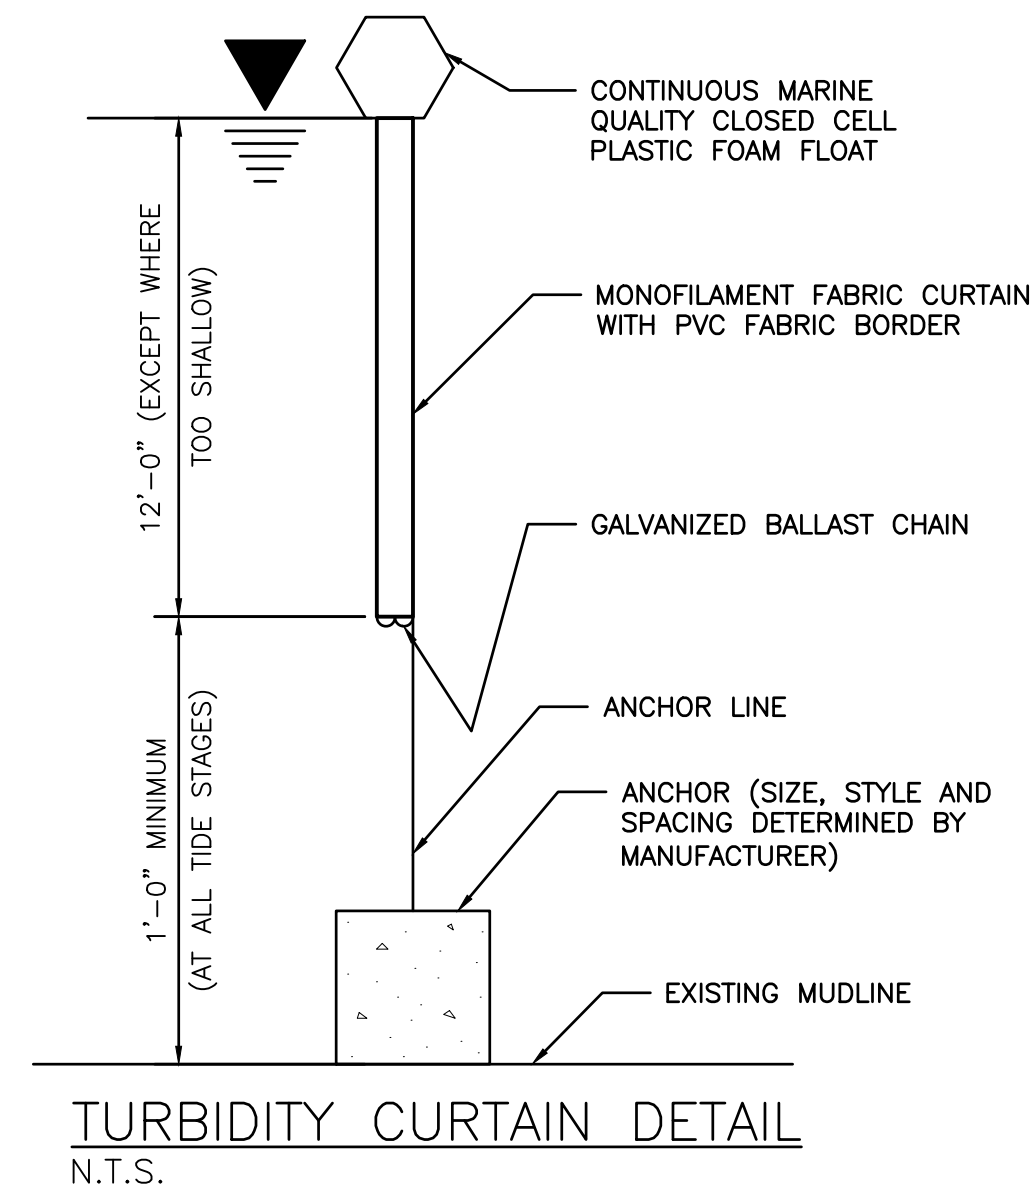 CONTINUOUS MARINE
QUALITY CLOSED CELL
PLASTIC FOAM FLOAT
12'-0" (EXCEPT WHERE
TOO SHALLOW)
MONOFILAMENT FABRIC CURTAIN
WITH PVC FABRIC BORDER
GALVANIZED BALLAST CHAIN
1'-0" MINIMUM
(AT ALL TIDE STAGES)
ANCHOR LINE
ANCHOR (SIZE, STYLE AND
SPACING DETERMINED BY
MANUFACTURER)
EXISTING MUDLINE
TURBIDITY CURTAIN DETAIL
N.T.S.